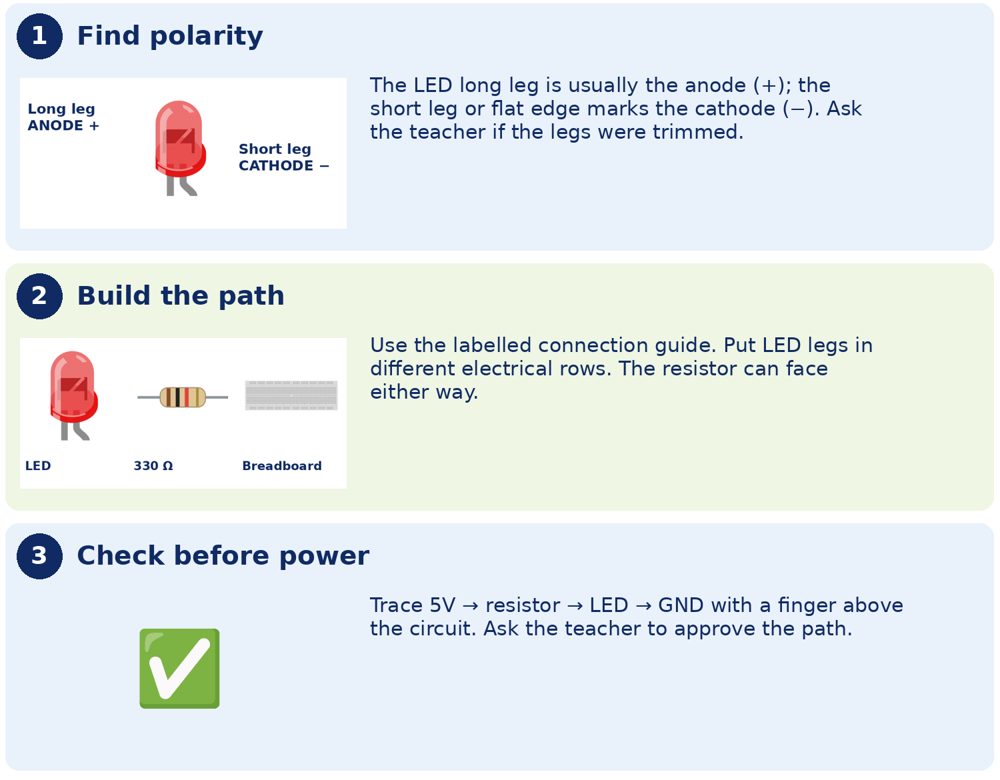 1 Find polarity
Long leg
ANODE +
Short leg
CATHODE −
The LED long leg is usually the anode (+); the
short leg or flat edge marks the cathode (−). Ask
the teacher if the legs were trimmed.
2 Build the path
LED
330 Ω
Breadboard
Use the labelled connection guide. Put LED legs in
different electrical rows. The resistor can face
either way.
3 Check before power
Trace 5V → resistor → LED → GND with a finger above
the circuit. Ask the teacher to approve the path.